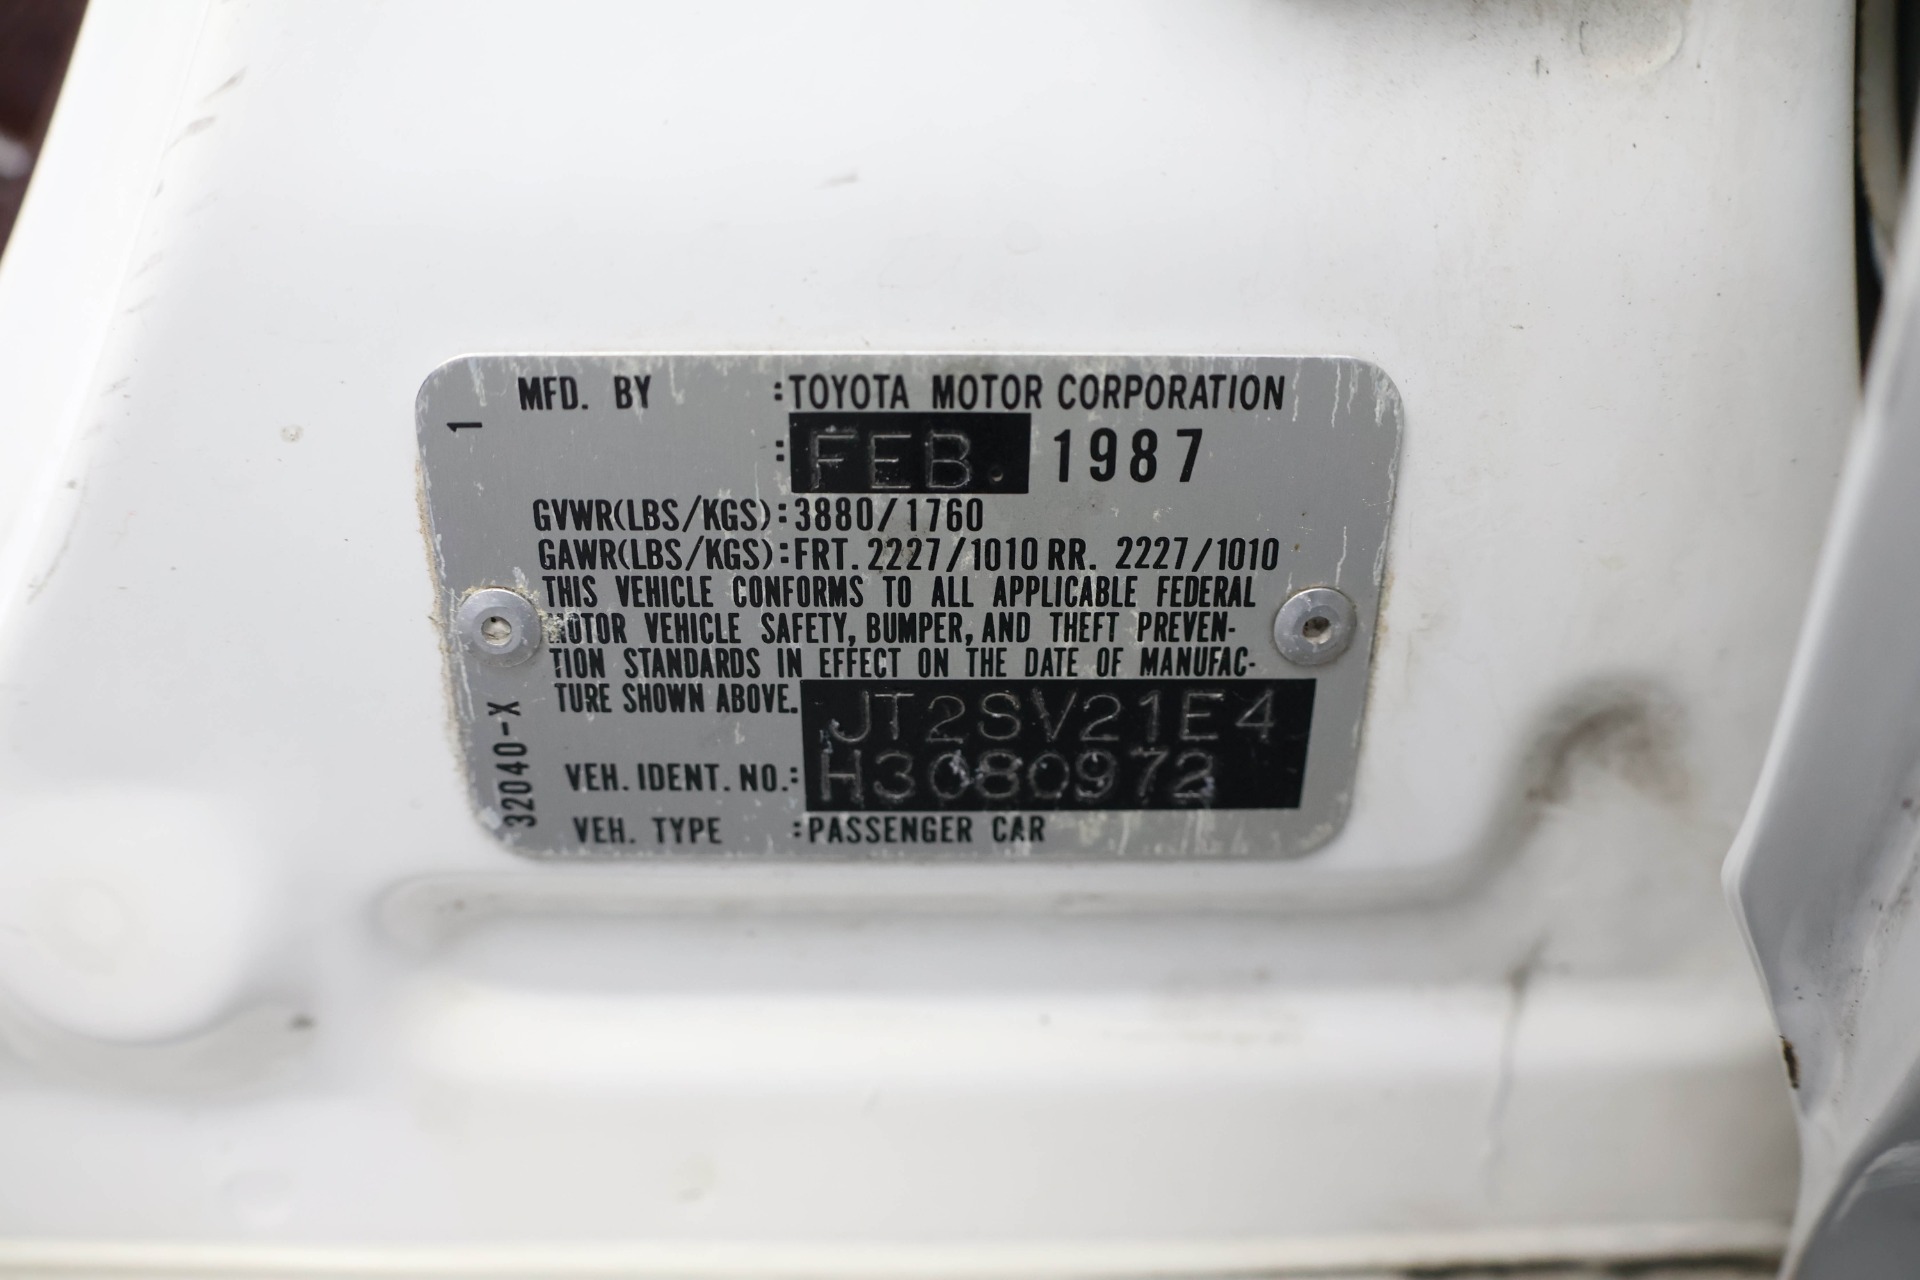 MFD. BY :TOYOTA MOTOR CORPORATION
1
:FEB. 1987
GVWR(LBS/KGS):3880/1760
GAWR(LBS/KGS):FRT. 2227/1010 RR. 2227/1010
THIS VEHICLE CONFORMS TO ALL APPLICABLE FEDERAL
MOTOR VEHICLE SAFETY, BUMPER, AND THEFT PREVEN-
TION STANDARDS IN EFFECT ON THE DATE OF MANUFAC-
TURE SHOWN ABOVE.
JT2SV21E4
VEH. IDENT. NO.:H3080972
VEH. TYPE :PASSENGER CAR
32040-X